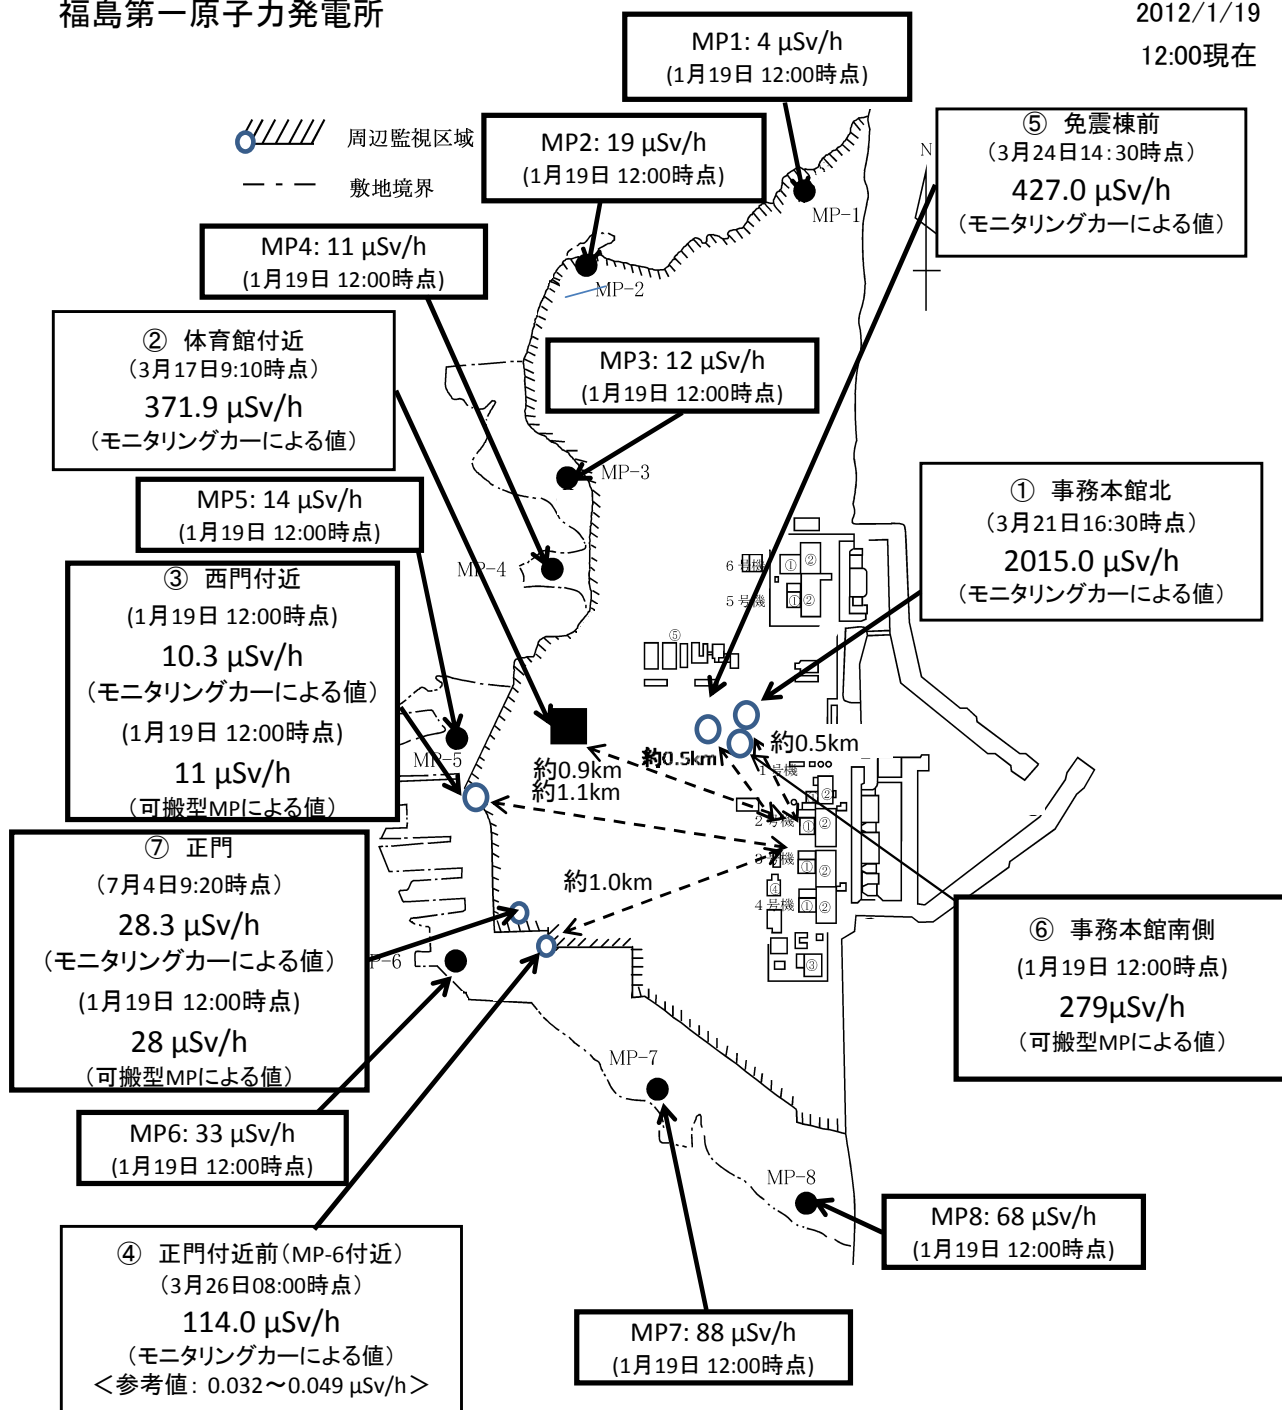 福島第一原子力発電所
2012/1/19
12:00現在
MP1: 4 μSv/h
(1月19日 12:00時点)
周辺監視区域
敷地境界
MP2: 19 μSv/h
(1月19日 12:00時点)
⑤ 免震棟前
(3月24日14:30時点)
427.0 μSv/h
(モニタリングカーによる値)
N
MP-1
MP4: 11 μSv/h
(1月19日 12:00時点)
MP-2
② 体育館付近
(3月17日9:10時点)
371.9 μSv/h
(モニタリングカーによる値)
MP3: 12 μSv/h
(1月19日 12:00時点)
MP-3
MP5: 14 μSv/h
(1月19日 12:00時点)
① 事務本館北
(3月21日16:30時点)
2015.0 μSv/h
(モニタリングカーによる値)
MP-4
③ 西門付近
(1月19日 12:00時点)
10.3 μSv/h
(モニタリングカーによる値)
(1月19日 12:00時点)
11 μSv/h
(可搬型MPによる値)
6号機 ① ②
5号機 ① ②
⑤
MP-5
約0.9km
約1.1km
約0.5km
約0.5km
1号機
②
2号機 ① ②
3号機 ① ②
④
4号機 ① ②
③
約1.0km
⑦ 正門
(7月4日9:20時点)
28.3 μSv/h
(モニタリングカーによる値)
(1月19日 12:00時点)
28 μSv/h
(可搬型MPによる値)
P-6
⑥ 事務本館南側
(1月19日 12:00時点)
279μSv/h
(可搬型MPによる値)
MP-7
MP6: 33 μSv/h
(1月19日 12:00時点)
MP-8
MP8: 68 μSv/h
(1月19日 12:00時点)
④ 正門付近前(MP-6付近)
(3月26日08:00時点)
114.0 μSv/h
(モニタリングカーによる値)
<参考値: 0.032~0.049 μSv/h>
MP7: 88 μSv/h
(1月19日 12:00時点)